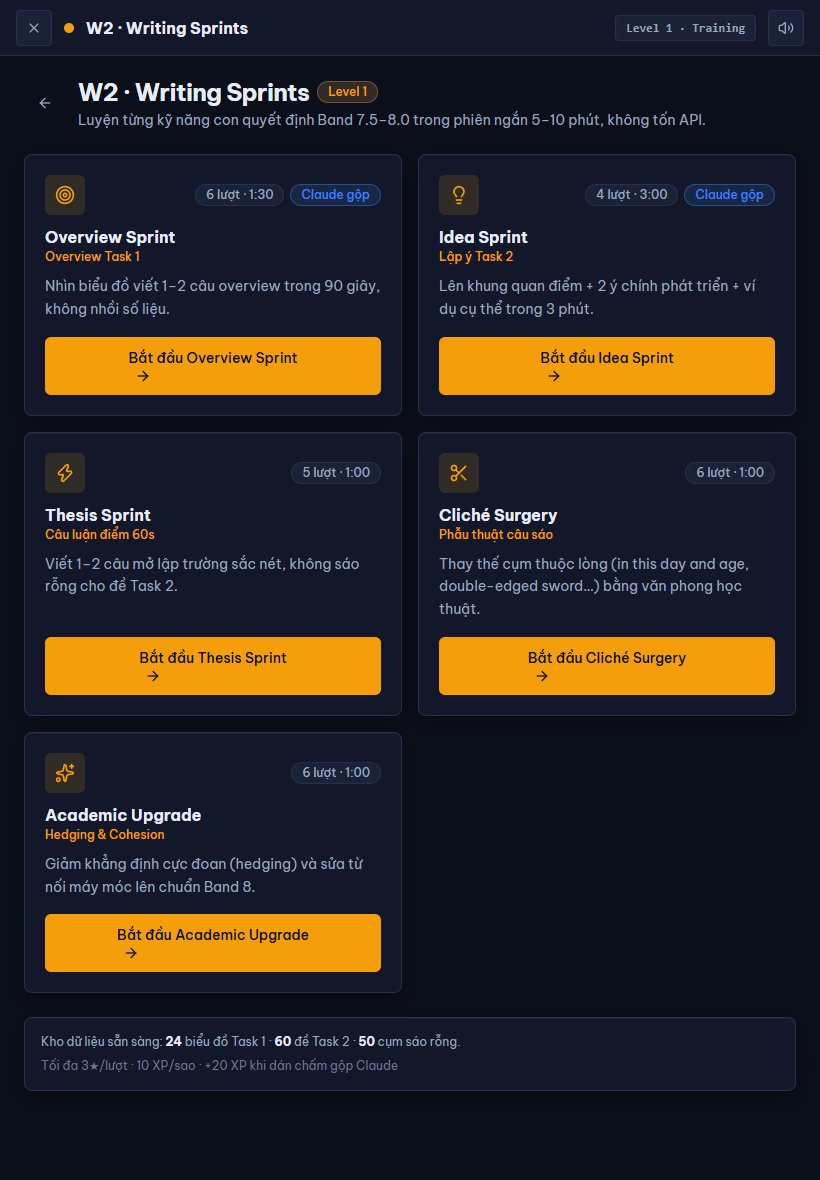 W2 · Writing Sprints
Level 1 · Training
W2 · Writing Sprints
Level 1
Luyện từng kỹ năng con quyết định Band 7.5–8.0 trong phiên ngắn 5–10 phút, không tốn API.
6 lượt · 1:30
Claude gộp
Overview Sprint
Overview Task 1
Nhìn biểu đồ viết 1–2 câu overview trong 90 giây,
không nhồi số liệu.
Bắt đầu Overview Sprint
→
4 lượt · 3:00
Claude gộp
Idea Sprint
Lập ý Task 2
Lên khung quan điểm + 2 ý chính phát triển + ví
dụ cụ thể trong 3 phút.
Bắt đầu Idea Sprint
→
5 lượt · 1:00
Thesis Sprint
Câu luận điểm 60s
Viết 1–2 câu mở lập trường sắc nét, không sáo
rỗng cho đề Task 2.
Bắt đầu Thesis Sprint
→
6 lượt · 1:00
Cliché Surgery
Phẫu thuật câu sáo
Thay thế cụm thuộc lòng (in this day and age,
double-edged sword…) bằng văn phong học
thuật.
Bắt đầu Cliché Surgery
→
6 lượt · 1:00
Academic Upgrade
Hedging & Cohesion
Giảm khẳng định cực đoan (hedging) và sửa từ
nối máy móc lên chuẩn Band 8.
Bắt đầu Academic Upgrade
→
Kho dữ liệu sẵn sàng: 24 biểu đồ Task 1 · 60 đề Task 2 · 50 cụm sáo rỗng.
Tối đa 3★/lượt · 10 XP/sao · +20 XP khi dán chấm gộp Claude